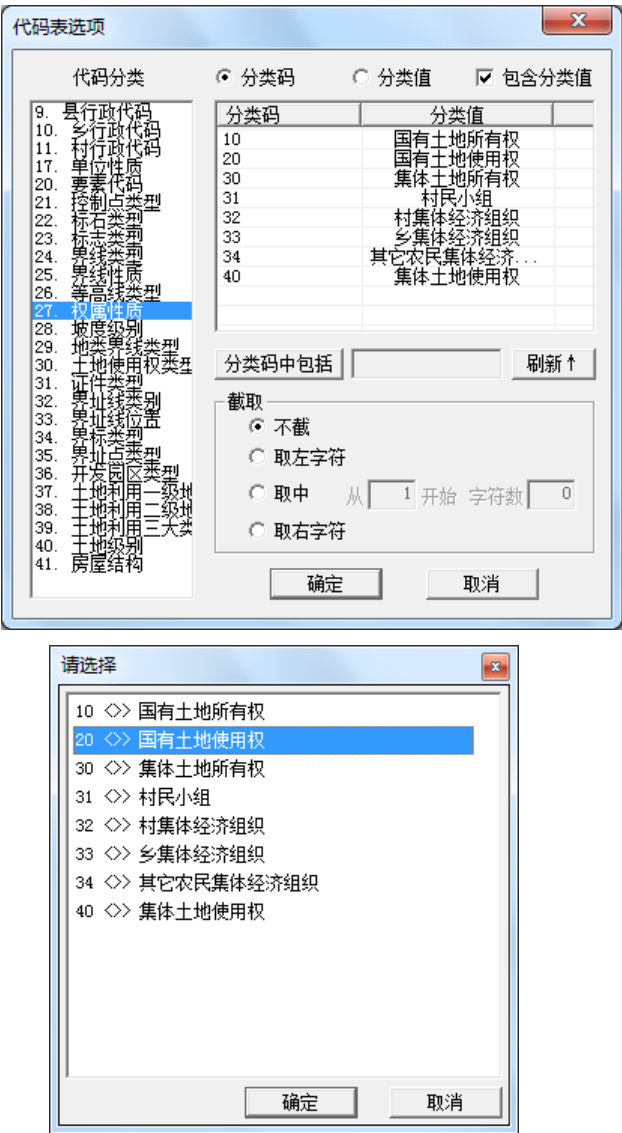 代码表选项
代码分类
分类码
分类值
包含分类值
9. 县行政代码
10. 乡行政代码
11. 村行政代码
17. 单位性质
20. 要素代码
21. 控制点类型
22. 标石类型
23. 标志类型
24. 界线类型
25. 界线性质
26. 等高线类型
27. 权属性质
28. 坡度级别
29. 地类界线类型
30. 土地使用权类型
31. 证件类型
32. 界址线类别
33. 界址线位置
34. 界标类型
35. 界址点类型
36. 开发园区类型
37. 土地利用一级地
38. 土地利用二级地
39. 土地利用三大类
40. 土地级别
41. 房屋结构
分类码 分类值
10 国有土地所有权
20 国有土地使用权
30 集体土地所有权
31 村民小组
32 村集体经济组织
33 乡集体经济组织
34 其它农民集体经济...
40 集体土地使用权
分类码中包括
刷新↑
截取
不截
取左字符
取中 从 1 开始 字符数 0
取右字符
确定
取消
请选择
10 <> 国有土地所有权
20 <> 国有土地使用权
30 <> 集体土地所有权
31 <> 村民小组
32 <> 村集体经济组织
33 <> 乡集体经济组织
34 <> 其它农民集体经济组织
40 <> 集体土地使用权
确定
取消